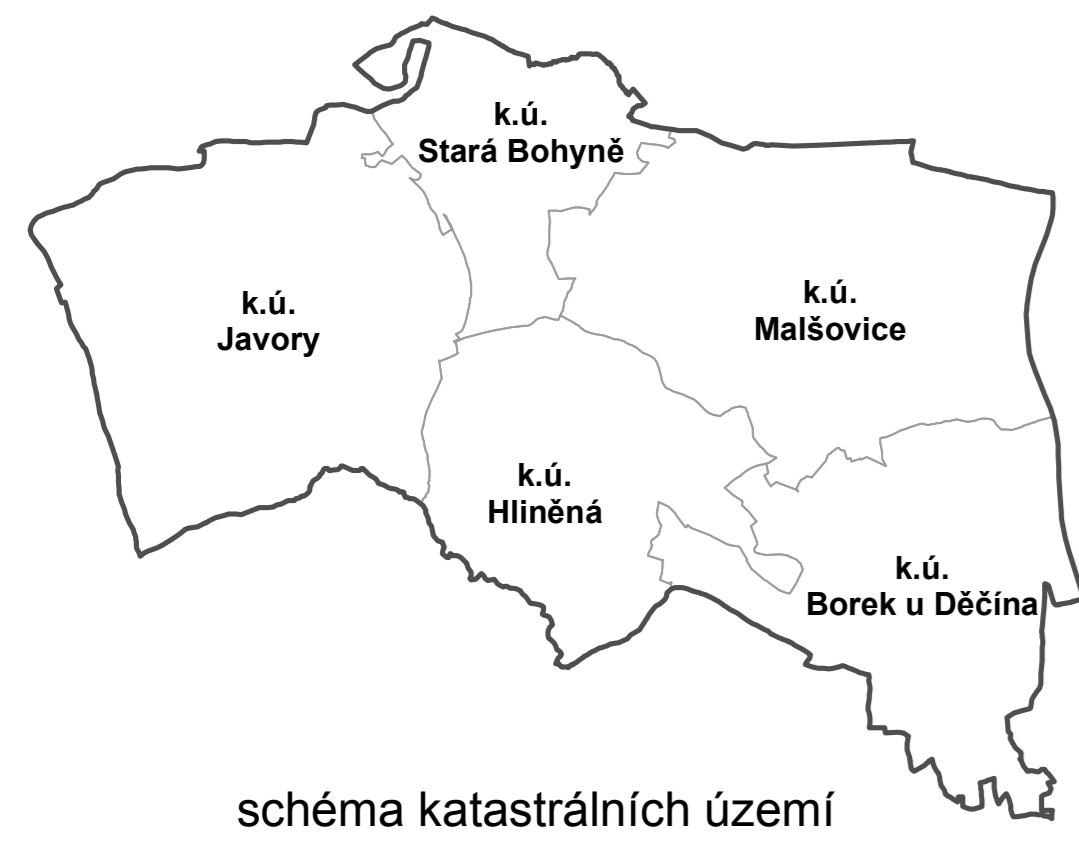 k.ú.
Stará Bohyně
k.ú.
Javory
k.ú.
Malšovice
k.ú.
Hliněná
k.ú.
Borek u Děčína
schéma katastrálních území